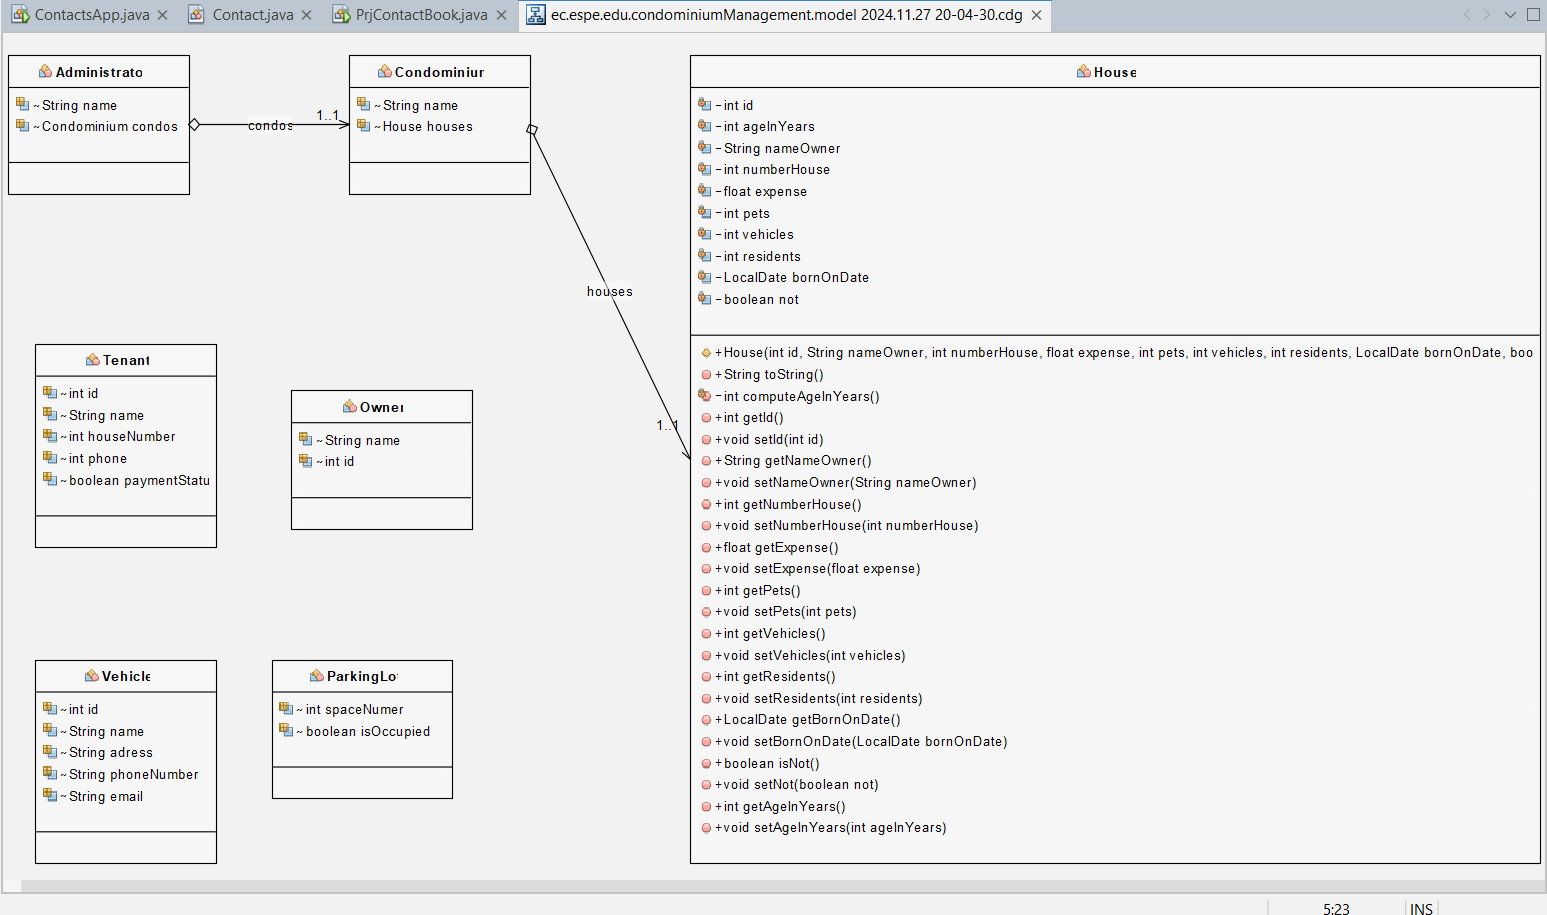 ContactsApp.java
Contact.java
PrjContactBook.java
ec.espe.edu.condominiumManagement.model 2024.11.27 20-04-30.cdg
Administrato
~String name
~Condominium condos
condos
1..1
Condominiur
~String name
~House houses
houses
1..1
House
-int id
-int ageInYears
-String nameOwner
-int numberHouse
-float expense
-int pets
-int vehicles
-int residents
-LocalDate bornOnDate
-boolean not
+House(int id, String nameOwner, int numberHouse, float expense, int pets, int vehicles, int residents, LocalDate bornOnDate, boo
+String toString()
-int computeAgeInYears()
+int getId()
+void setId(int id)
+String getNameOwner()
+void setNameOwner(String nameOwner)
+int getNumberHouse()
+void setNumberHouse(int numberHouse)
+float getExpense()
+void setExpense(float expense)
+int getPets()
+void setPets(int pets)
+int getVehicles()
+void setVehicles(int vehicles)
+int getResidents()
+void setResidents(int residents)
+LocalDate getBornOnDate()
+void setBornOnDate(LocalDate bornOnDate)
+boolean isNot()
+void setNot(boolean not)
+int getAgeInYears()
+void setAgeInYears(int ageInYears)
Tenant
~int id
~String name
~int houseNumber
~int phone
~boolean paymentStatu
Owner
~String name
~int id
Vehicle
~int id
~String name
~String adress
~String phoneNumber
~String email
ParkingLo
~int spaceNumer
~boolean isOccupied
5:23
INS